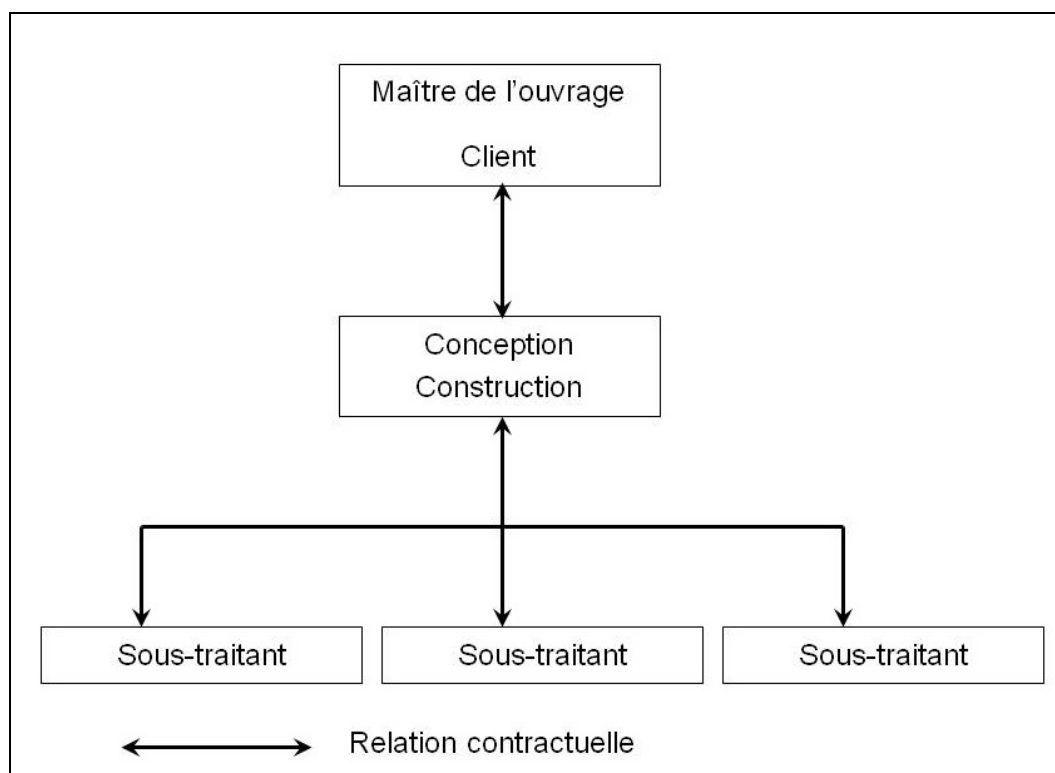 Maître de l'ouvrage
Client
Conception
Construction
Sous-traitant
Sous-traitant
Sous-traitant
Relation contractuelle